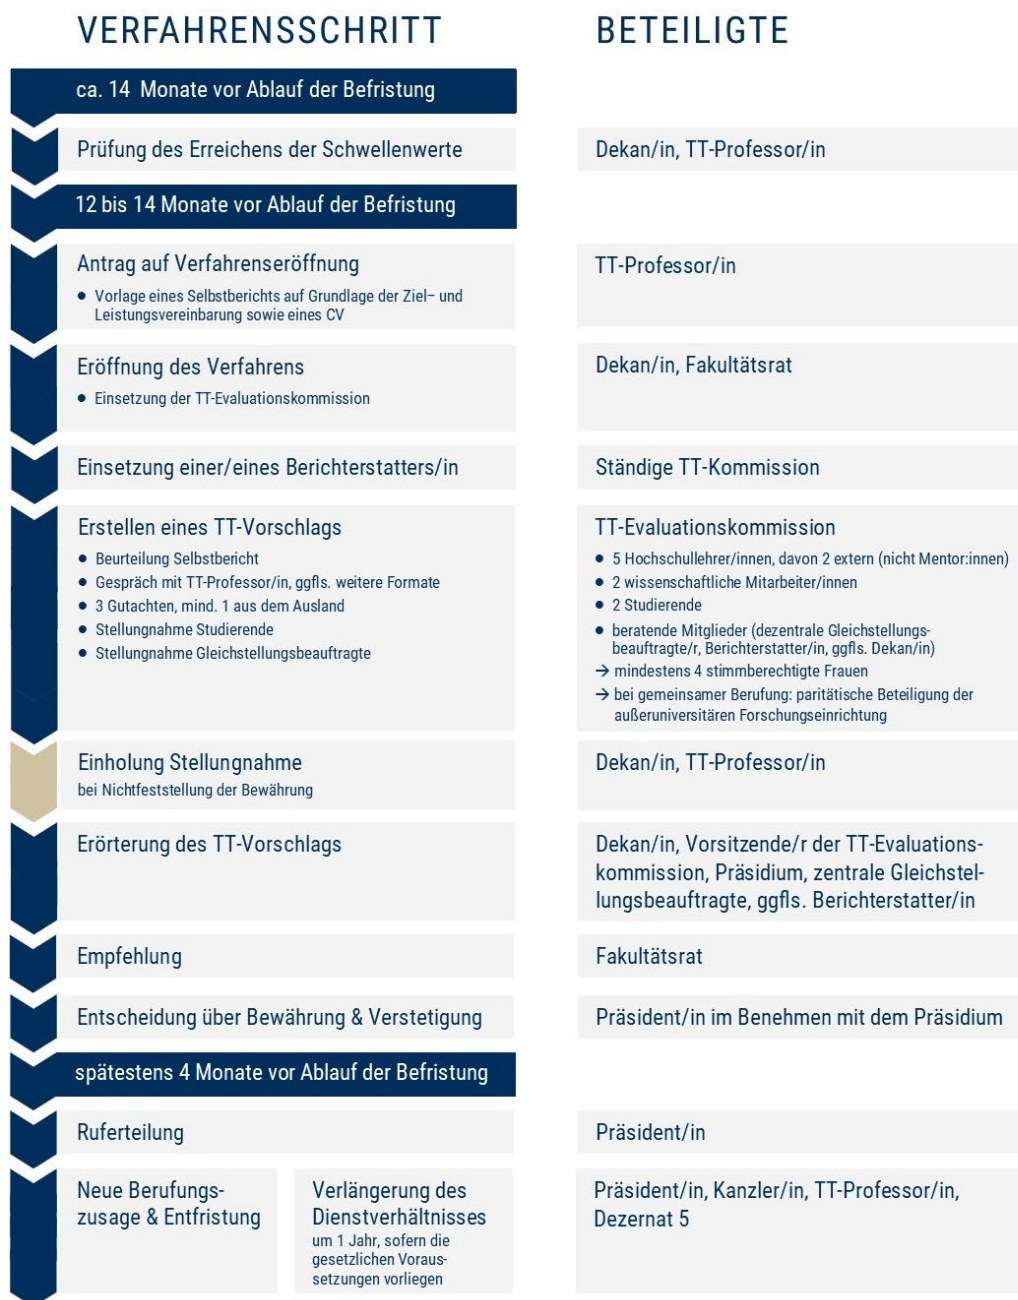 VERFAHRENSSCHRITT
BETEILIGTE
ca. 14 Monate vor Ablauf der Befristung
Prüfung des Erreichens der Schwellenwerte
Dekan/in, TT-Professor/in
12 bis 14 Monate vor Ablauf der Befristung
Antrag auf Verfahrenseröffnung
● Vorlage eines Selbstberichts auf Grundlage der Ziel– und
Leistungsvereinbarung sowie eines CV
TT-Professor/in
Eröffnung des Verfahrens
● Einsetzung der TT-Evaluationskommission
Dekan/in, Fakultätsrat
Einsetzung einer/eines Berichterstatters/in
Ständige TT-Kommission
Erstellen eines TT-Vorschlags
● Beurteilung Selbstbericht
● Gespräch mit TT-Professor/in, ggfls. weitere Formate
● 3 Gutachten, mind. 1 aus dem Ausland
● Stellungnahme Studierende
● Stellungnahme Gleichstellungsbeauftragte
TT-Evaluationskommission
● 5 Hochschullehrer/innen, davon 2 extern (nicht Mentor:innen)
● 2 wissenschaftliche Mitarbeiter/innen
● 2 Studierende
● beratende Mitglieder (dezentrale Gleichstellungs-
beauftragte/r, Berichterstatter/in, ggfls. Dekan/in)
→ mindestens 4 stimmberechtigte Frauen
→ bei gemeinsamer Berufung: paritätische Beteiligung der
außeruniversitären Forschungseinrichtung
Einholung Stellungnahme
bei Nichtfeststellung der Bewährung
Dekan/in, TT-Professor/in
Erörterung des TT-Vorschlags
Dekan/in, Vorsitzende/r der TT-Evaluations-
kommission, Präsidium, zentrale Gleichstel-
lungsbeauftragte, ggfls. Berichterstatter/in
Empfehlung
Fakultätsrat
Entscheidung über Bewährung & Verstetigung
Präsident/in im Benehmen mit dem Präsidium
spätestens 4 Monate vor Ablauf der Befristung
Ruferteilung
Präsident/in
Neue Berufungs-
zusage & Entfristung
Verlängerung des
Dienstverhältnisses
um 1 Jahr, sofern die
gesetzlichen Voraus-
setzungen vorliegen
Präsident/in, Kanzler/in, TT-Professor/in,
Dezernat 5